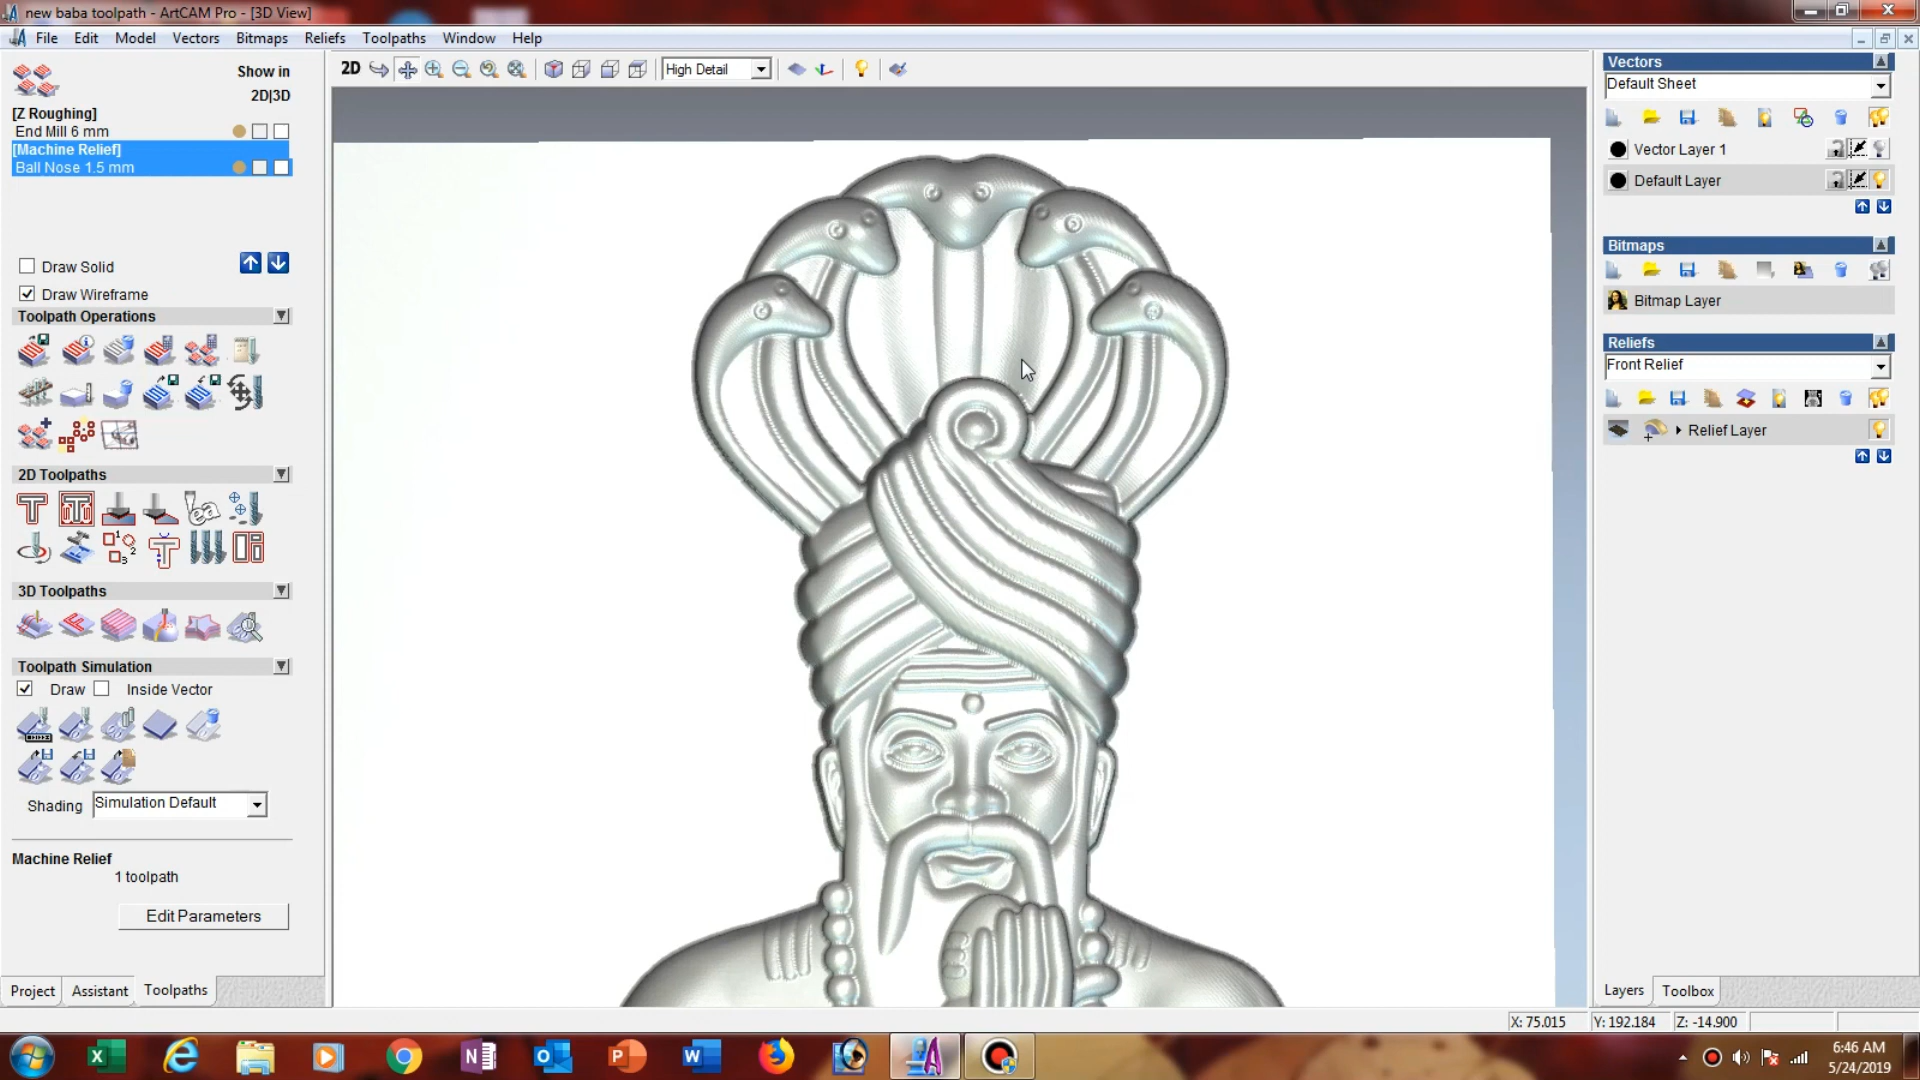 new baba toolpath - ArtCAM Pro - [3D View]
File Edit Model Vectors Bitmaps Reliefs Toolpaths Window Help
Show in
2D|3D
[Z Roughing]
End Mill 6 mm
[Machine Relief]
Ball Nose 1.5 mm
Draw Solid
Draw Wireframe
Toolpath Operations
2D Toolpaths
3D Toolpaths
Toolpath Simulation
Draw Inside Vector
Shading Simulation Default
Machine Relief
1 toolpath
Edit Parameters
Project Assistant Toolpaths
2D High Detail
Vectors
Default Sheet
Vector Layer 1
Default Layer
Bitmaps
Bitmap Layer
Reliefs
Front Relief
Relief Layer
Layers Toolbox
X: 75.015 Y: 192.184 Z: -14.900
6:46 AM
5/24/2019